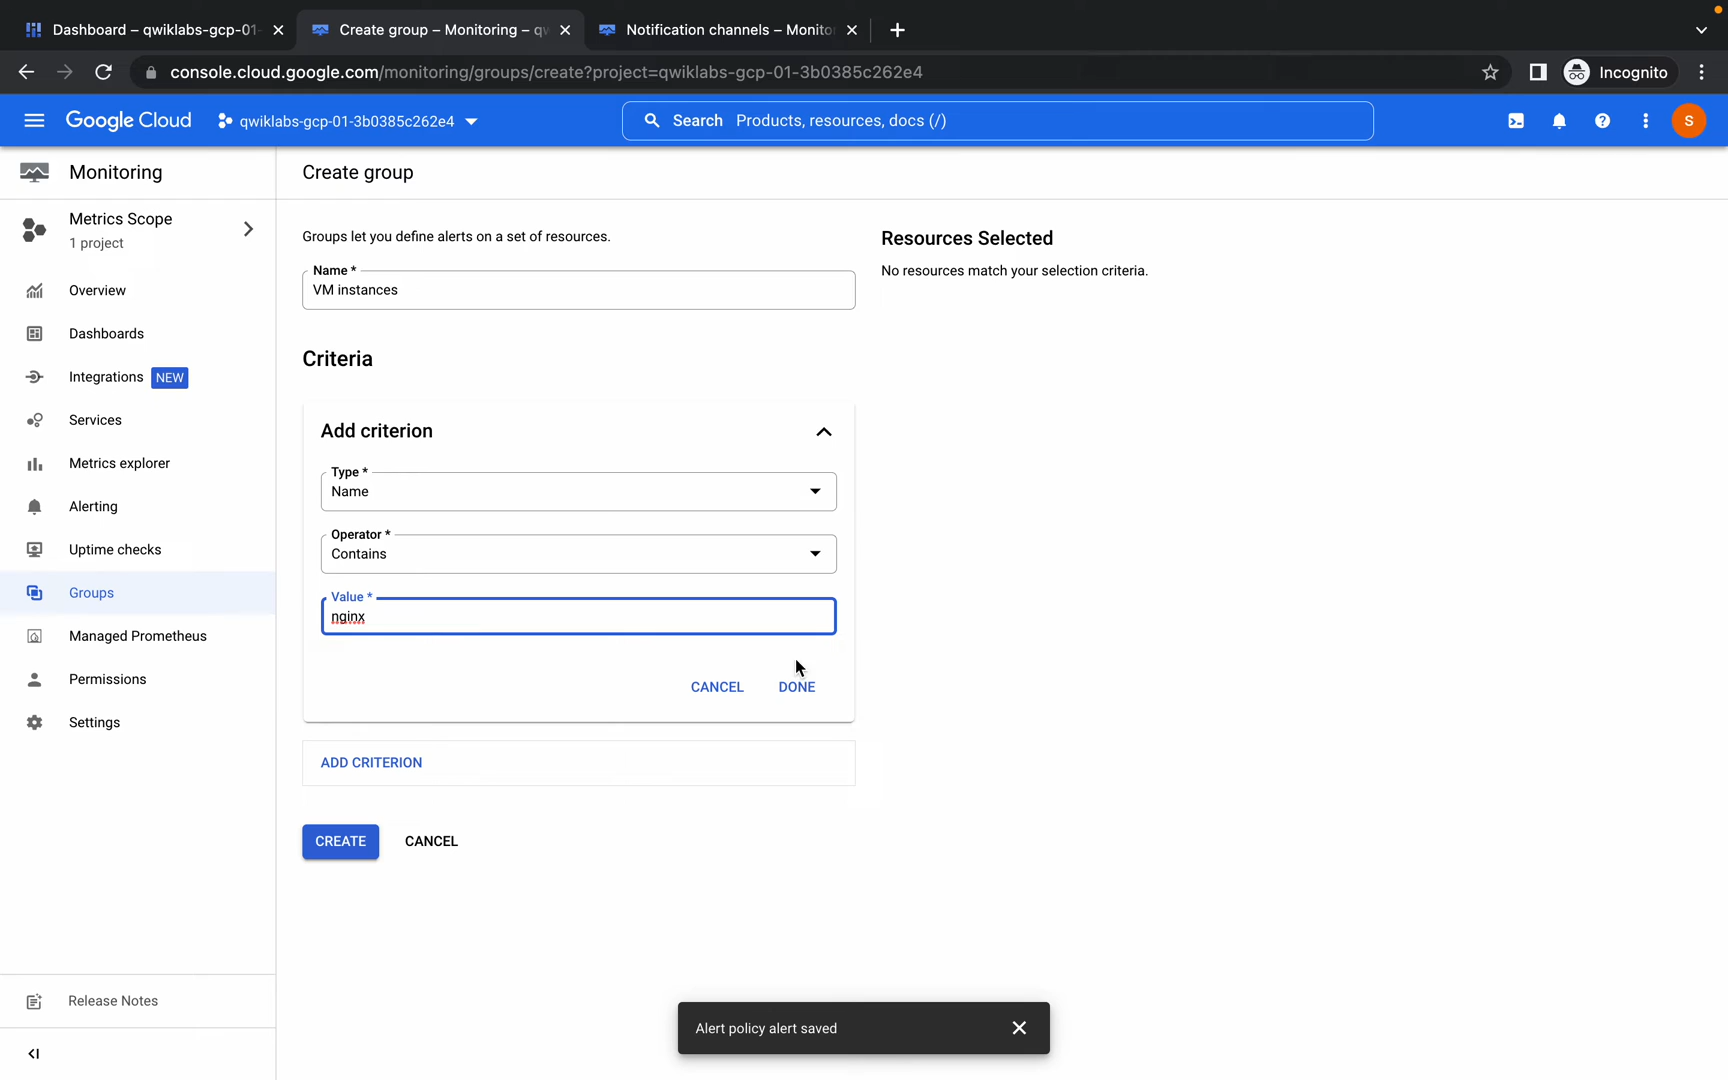 Dashboard – qwiklabs-gcp-01-
Create group – Monitoring – qw
Notification channels – Monitor
console.cloud.google.com/monitoring/groups/create?project=qwiklabs-gcp-01-3b0385c262e4
Incognito
Google Cloud
qwiklabs-gcp-01-3b0385c262e4
Search Products, resources, docs (/)
S
Monitoring
Metrics Scope
1 project
Overview
Dashboards
Integrations NEW
Services
Metrics explorer
Alerting
Uptime checks
Groups
Managed Prometheus
Permissions
Settings
Release Notes
Create group
Groups let you define alerts on a set of resources.
Name *
VM instances
Criteria
Add criterion
Type *
Name
Operator *
Contains
Value *
nginx
CANCEL DONE
ADD CRITERION
CREATE CANCEL
Resources Selected
No resources match your selection criteria.
Alert policy alert saved